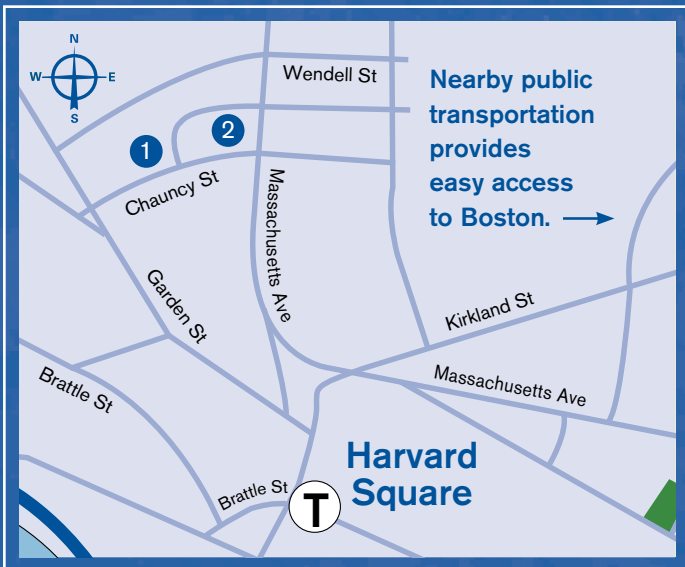 N
W
E
S
Wendell St
Nearby public
transportation
provides
easy access
to Boston.
1
2
Chauncy St
Massachusetts Ave
Garden St
Kirkland St
Brattle St
Massachusetts Ave
Harvard
Square
Brattle St
T